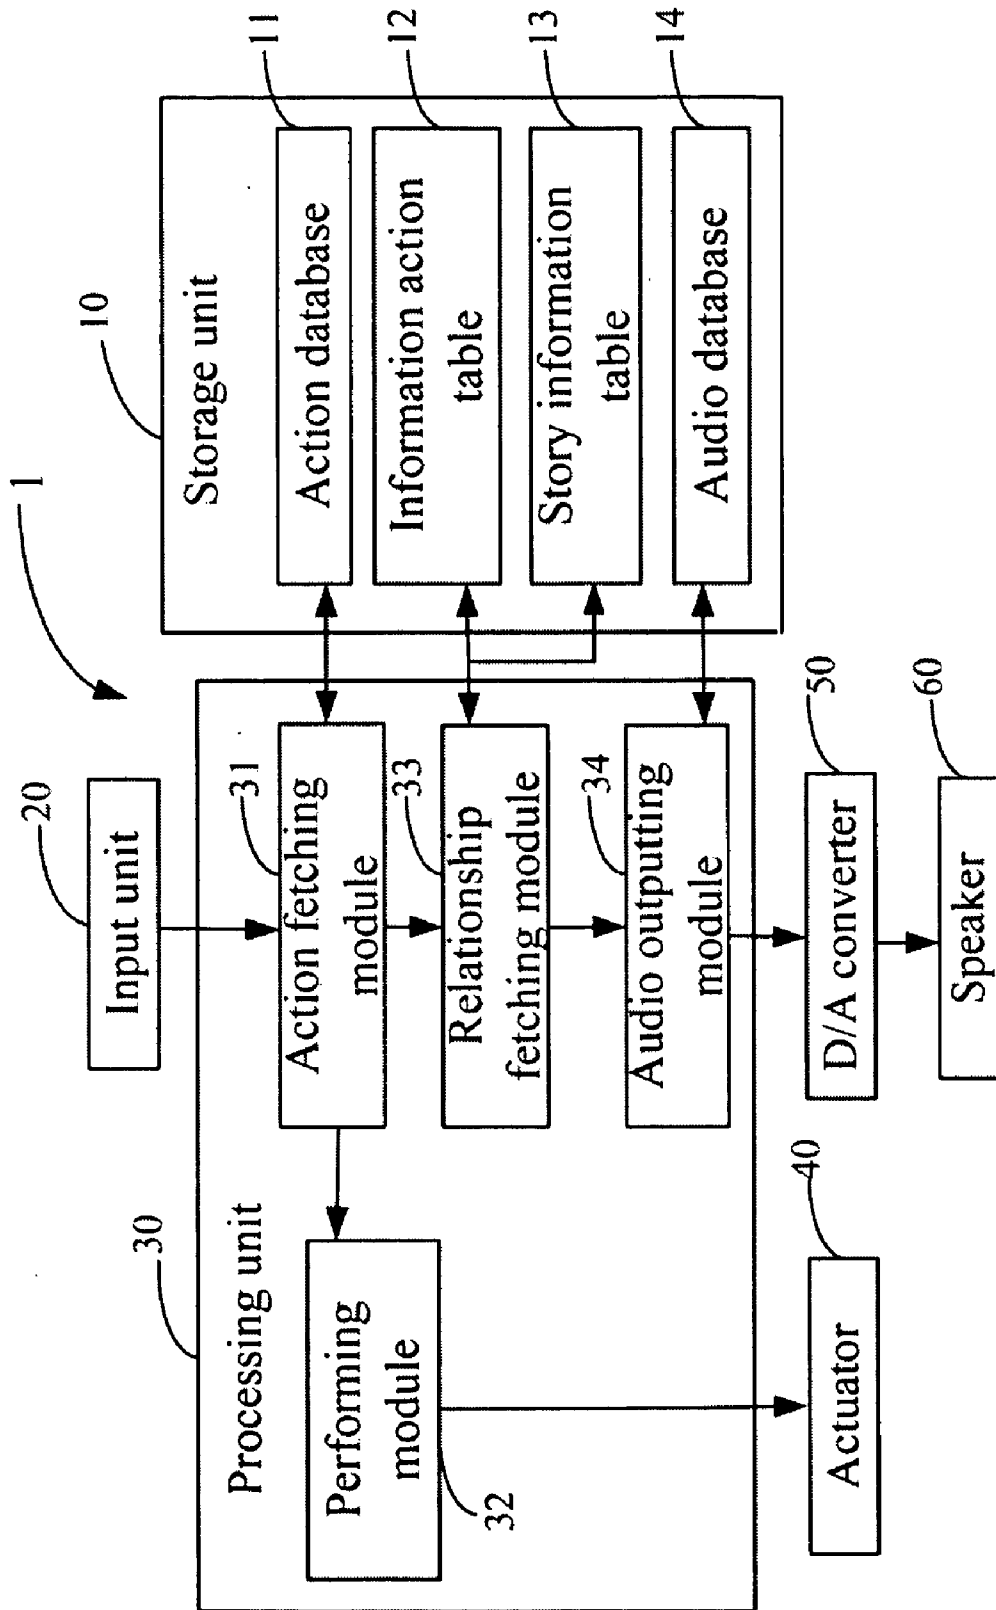 1
20
Input unit
10
Storage unit
30
Processing unit
31
Action fetching
module
11
Action database
Performing
module
32
33
Relationship
fetching module
12
Information action
table
13
Story information
table
34
Audio outputing
module
14
Audio database
40
Actuator
50
D/A converter
60
Speaker